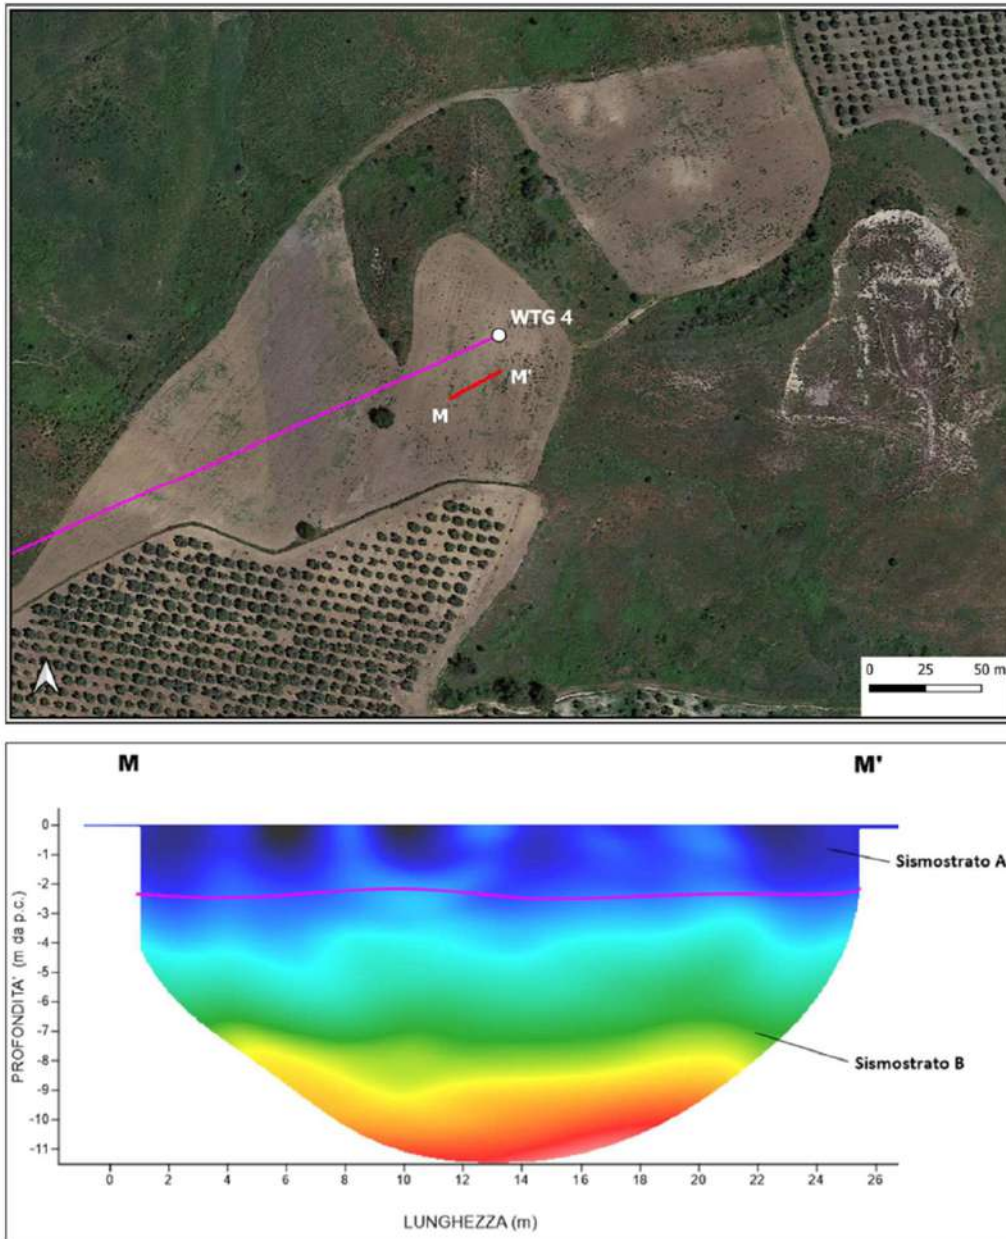 WTG 4
M'
M
0 25 50 m
M M'
0
-1
-2
-3
-4
-5
-6
-7
-8
-9
-10
-11
PROFONDITA' (m da p.c.)
Sismostrato A
Sismostrato B
0 2 4 6 8 10 12 14 16 18 20 22 24 26
LUNGHEZZA (m)